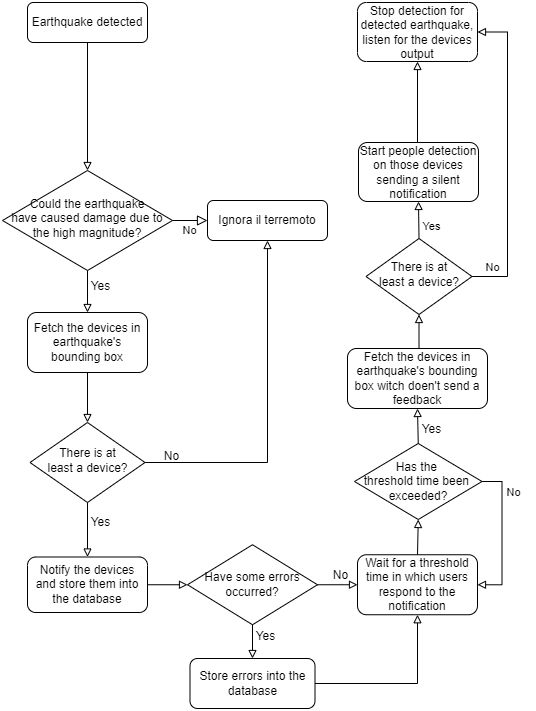 Earthquake detected
Could the earthquake
have caused damage due to
the high magnitude?
No
Ignora il terremoto
Yes
Fetch the devices in
earthquake's
bounding box
There is at
least a device?
No
Yes
Notify the devices
and store them into
the database
Have some errors
occurred?
No
Yes
Store errors into the
database
Wait for a threshold
time in which users
respond to the
notification
Has the
threshold time been
exceeded?
No
Yes
Fetch the devices in
earthquake's bounding
box witch doen't send a
feedback
There is at
least a device?
No
Yes
Start people detection
on those devices
sending a silent
notification
Stop detection for
detected earthquake,
listen for the devices
output